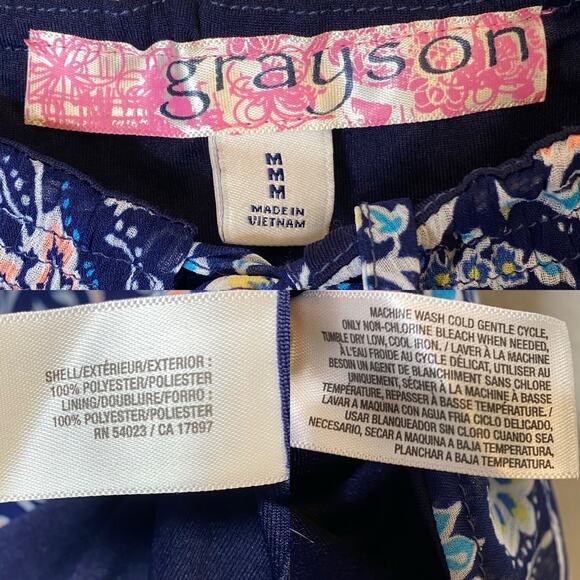 grayson
M
M
M
MADE IN
VIETNAM
SHELL/EXTÉRIEUR/EXTERIOR :
100% POLYESTER/POLIESTER
LINING/DOUBLURE/FORRO :
100% POLYESTER/POLIESTER
RN 54023 / CA 17897
MACHINE WASH COLD GENTLE CYCLE,
ONLY NON-CHLORINE BLEACH WHEN NEEDED,
TUMBLE DRY LOW, COOL IRON. / LAVER À LA MACHINE
À L'EAU FROIDE AU CYCLE DÉLICAT, UTILISER AU
BESOIN UN AGENT DE BLANCHIMENT SANS CHLORE
UNIQUEMENT, SÉCHER À LA MACHINE À BASSE
TEMPÉRATURE, REPASSER À BASSE TEMPÉRATURE. /
LAVAR A MAQUINA CON AGUA FRIA CICLO DELICADO,
USAR BLANQUEADOR SIN CLORO CUANDO SEA
NECESARIO, SECAR A MAQUINA A BAJA TEMPERATURA,
PLANCHAR A BAJA TEMPERATURA.